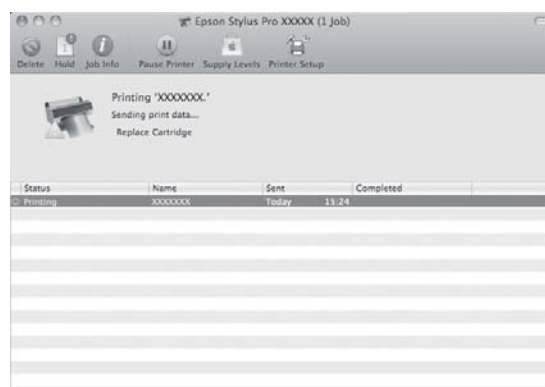 Epson Stylus Pro XXXXX (1 Job)
Delete Hold Job Info Pause Printer Supply Levels Printer Setup
Printing "XXXXXXX."
Sending print data...
Replace Cartridge
Status Name Sent Completed
Printing XXXXXXX Today 15:24